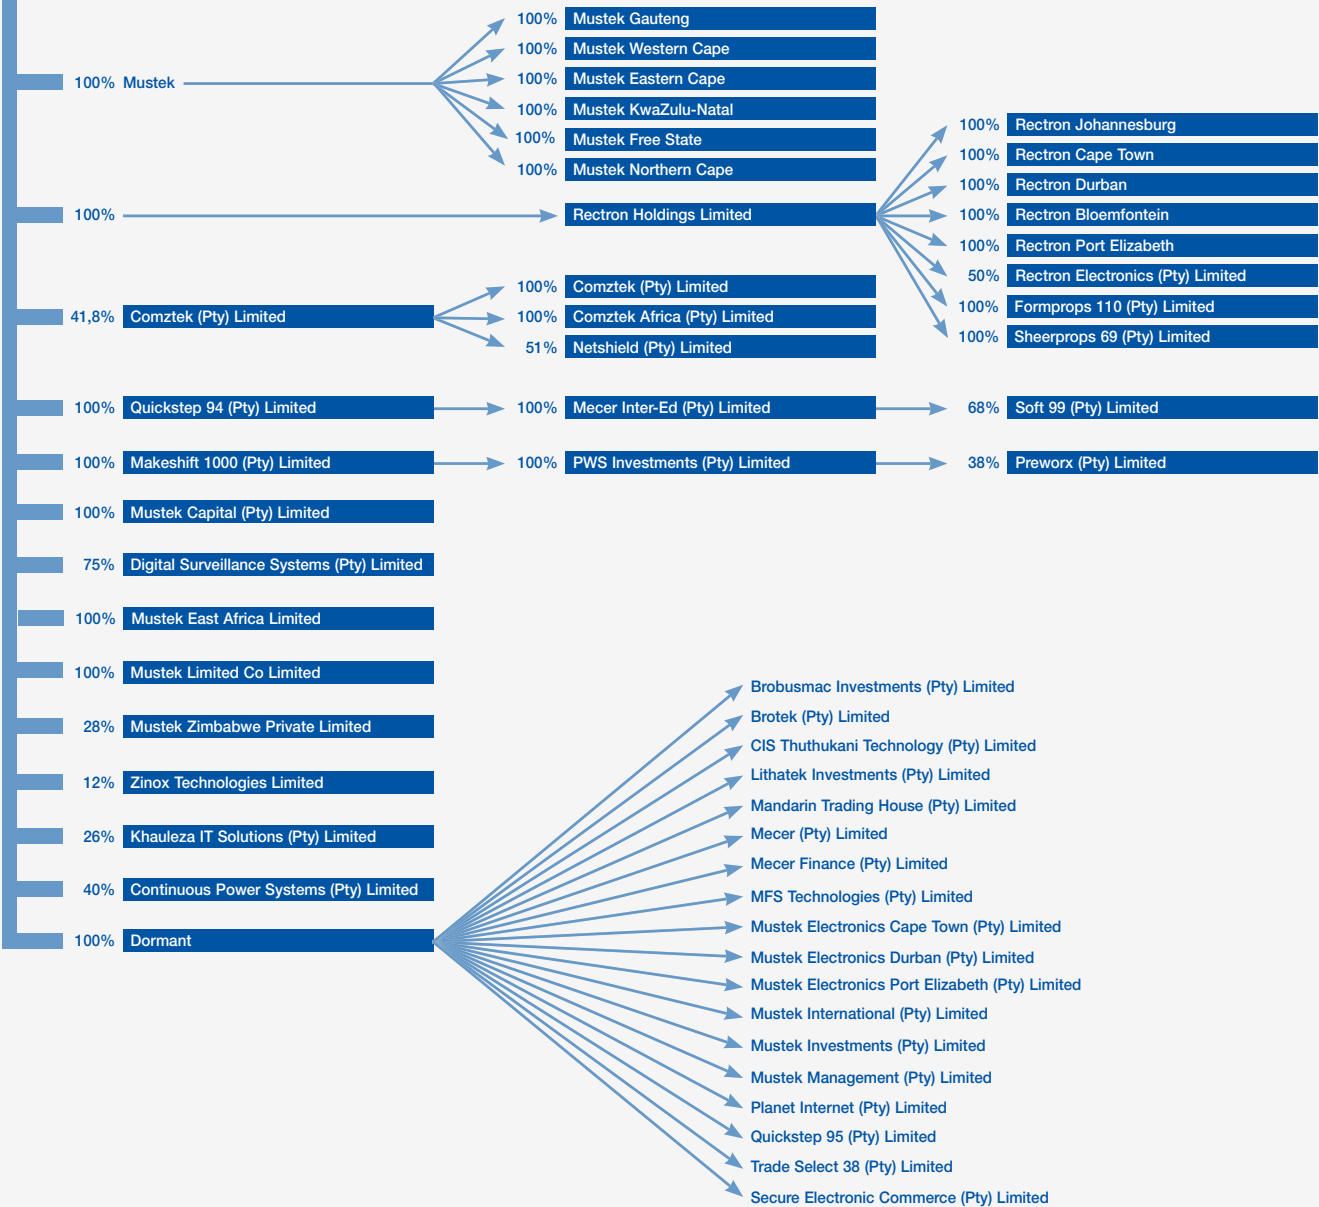 100% Mustek
100% Mustek Gauteng
100% Mustek Western Cape
100% Mustek Eastern Cape
100% Mustek KwaZulu-Natal
100% Mustek Free State
100% Mustek Northern Cape
100% Rectron Holdings Limited
100% Rectron Johannesburg
100% Rectron Cape Town
100% Rectron Durban
100% Rectron Bloemfontein
100% Rectron Port Elizabeth
50% Rectron Electronics (Pty) Limited
100% Formprops 110 (Pty) Limited
100% Sheerprops 69 (Pty) Limited
41,8% Comztek (Pty) Limited
100% Comztek (Pty) Limited
100% Comztek Africa (Pty) Limited
51% Netshield (Pty) Limited
100% Quickstep 94 (Pty) Limited
100% Mecer Inter-Ed (Pty) Limited
68% Soft 99 (Pty) Limited
100% Makeshift 1000 (Pty) Limited
100% PWS Investments (Pty) Limited
38% Preworx (Pty) Limited
100% Mustek Capital (Pty) Limited
75% Digital Surveillance Systems (Pty) Limited
100% Mustek East Africa Limited
100% Mustek Limited Co Limited
28% Mustek Zimbabwe Private Limited
12% Zinox Technologies Limited
26% Khauleza IT Solutions (Pty) Limited
40% Continuous Power Systems (Pty) Limited
100% Dormant
Brobusmac Investments (Pty) Limited
Brotek (Pty) Limited
CIS Thuthukani Technology (Pty) Limited
Lithatek Investments (Pty) Limited
Mandarin Trading House (Pty) Limited
Mecer (Pty) Limited
Mecer Finance (Pty) Limited
MFS Technologies (Pty) Limited
Mustek Electronics Cape Town (Pty) Limited
Mustek Electronics Durban (Pty) Limited
Mustek Electronics Port Elizabeth (Pty) Limited
Mustek International (Pty) Limited
Mustek Investments (Pty) Limited
Mustek Management (Pty) Limited
Planet Internet (Pty) Limited
Quickstep 95 (Pty) Limited
Trade Select 38 (Pty) Limited
Secure Electronic Commerce (Pty) Limited